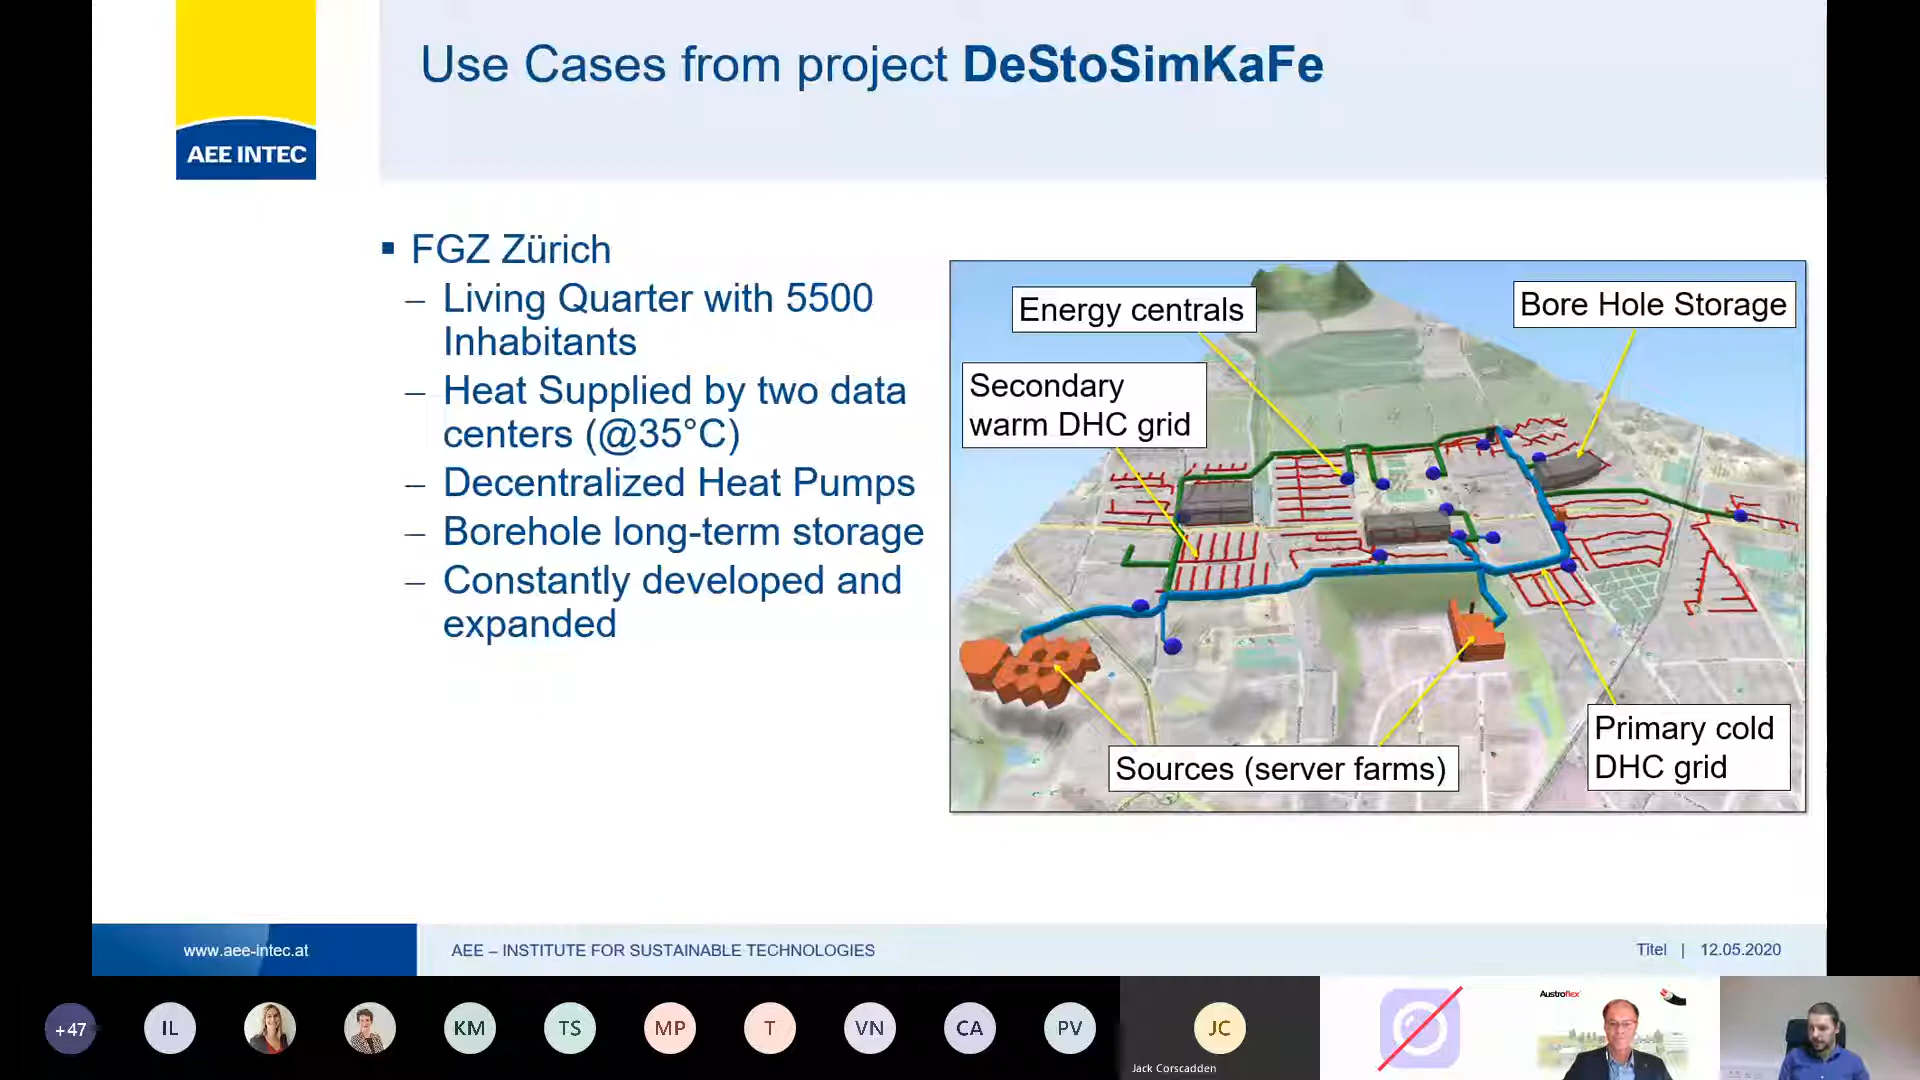 Use Cases from project DeStoSimKaFe
AEE INTEC
▪ FGZ Zürich
– Living Quarter with 5500
Inhabitants
– Heat Supplied by two data
centers (@35°C)
– Decentralized Heat Pumps
– Borehole long-term storage
– Constantly developed and
expanded
Energy centrals
Bore Hole Storage
Secondary
warm DHC grid
Primary cold
DHC grid
Sources (server farms)
www.aee-intec.at
AEE – INSTITUTE FOR SUSTAINABLE TECHNOLOGIES
Titel | 12.05.2020
+47
IL
KM
TS
MP
T
VN
CA
PV
JC
Jack Corscadden
Austroflex